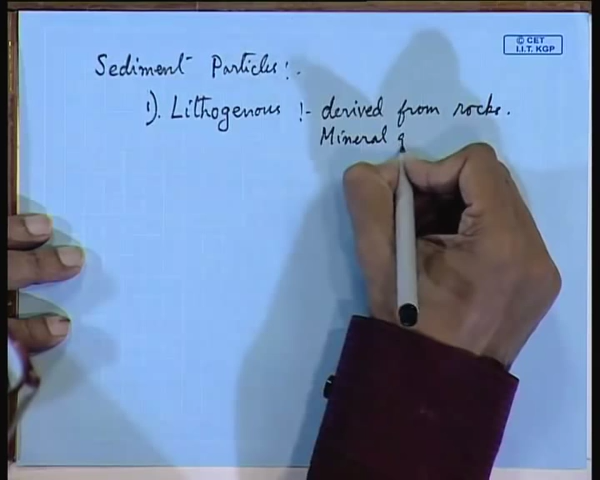 © CET
I.I.T. KGP
Sediment Particles :-
1). Lithogenous :- derived from rocks.
Mineral